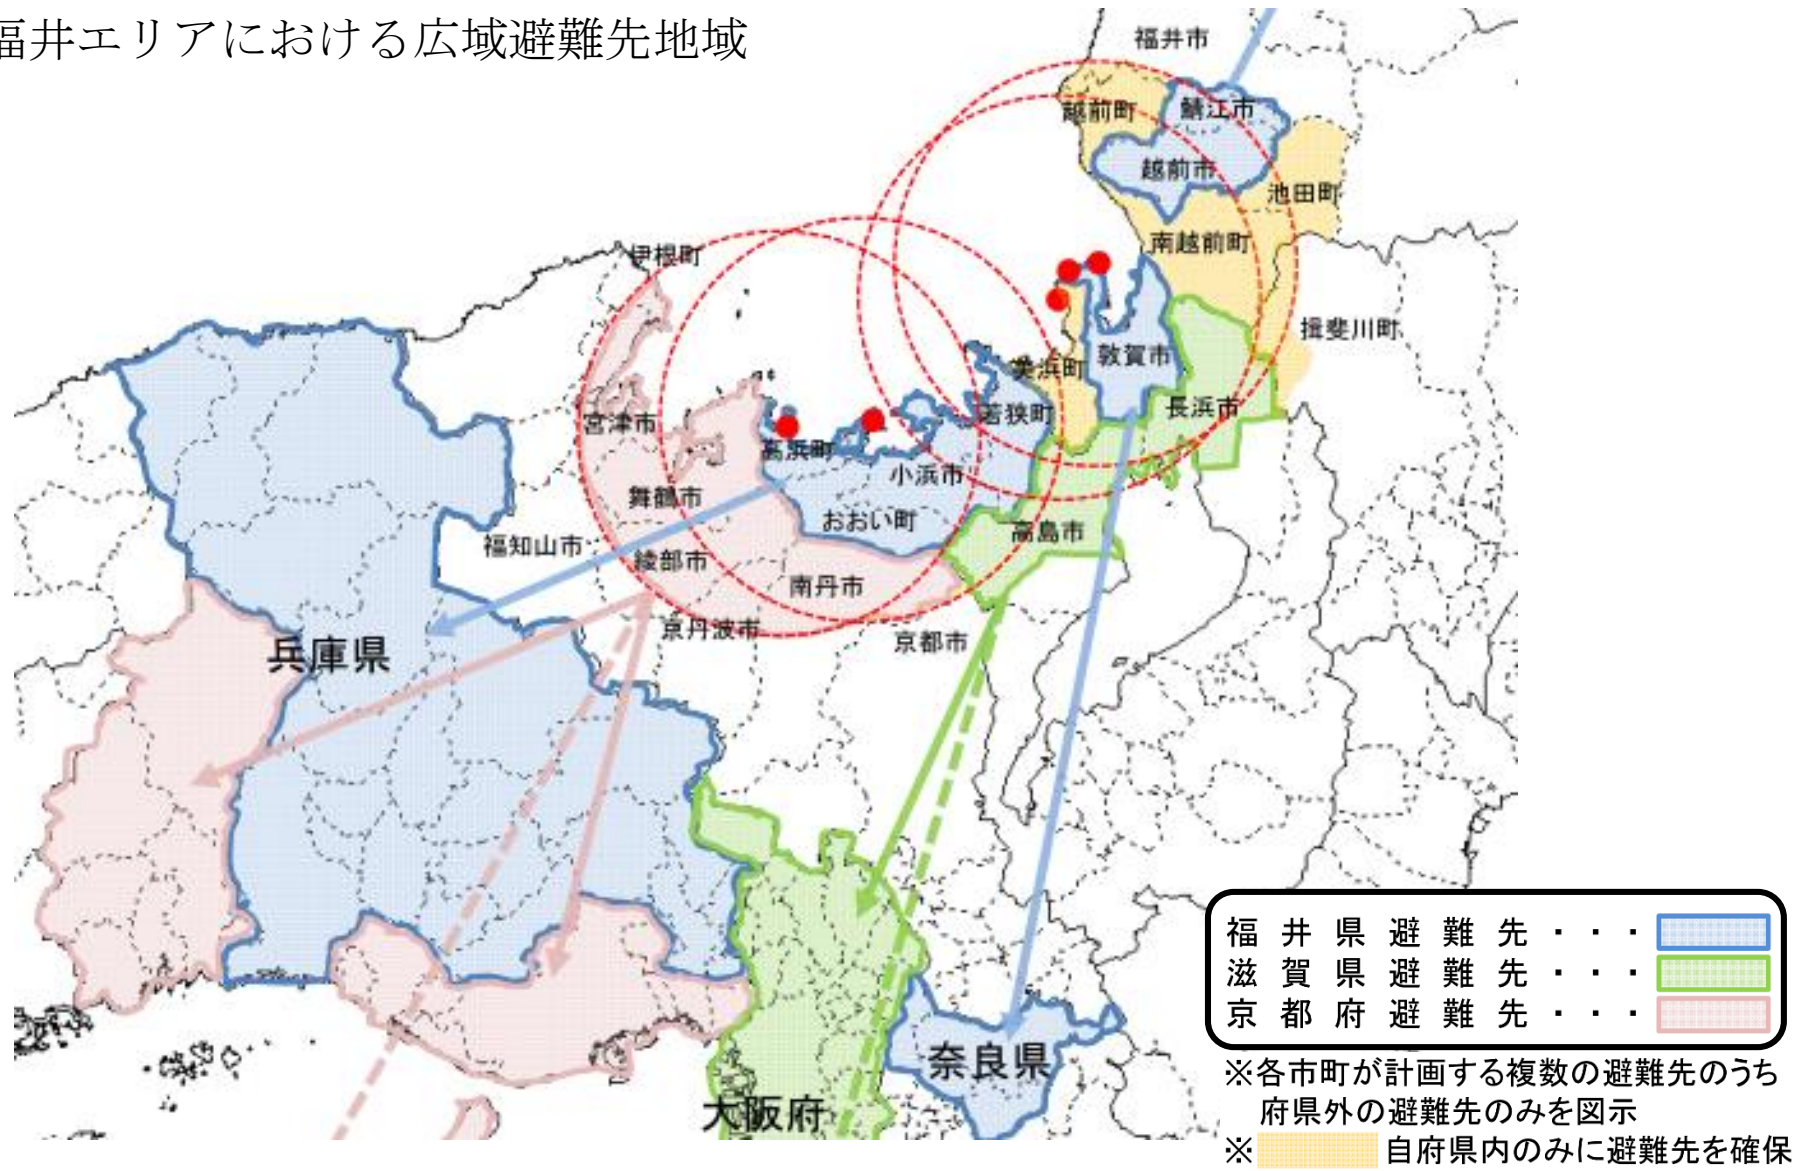 福井エリアにおける広域避難先地域
福井市
越前町
鯖江市
越前市
池田町
南越前町
伊根町
揖斐川町
敦賀市
美浜町
長浜市
若狭町
宮津市
高浜町
小浜市
舞鶴市
おおい町
高島市
福知山市
綾部市
南丹市
京丹波市
京都市
兵庫県
奈良県
大阪府
福井県避難先・・・
滋賀県避難先・・・
京都府避難先・・・
※各市町が計画する複数の避難先のうち
府県外の避難先のみを図示
※ 自府県内のみに避難先を確保